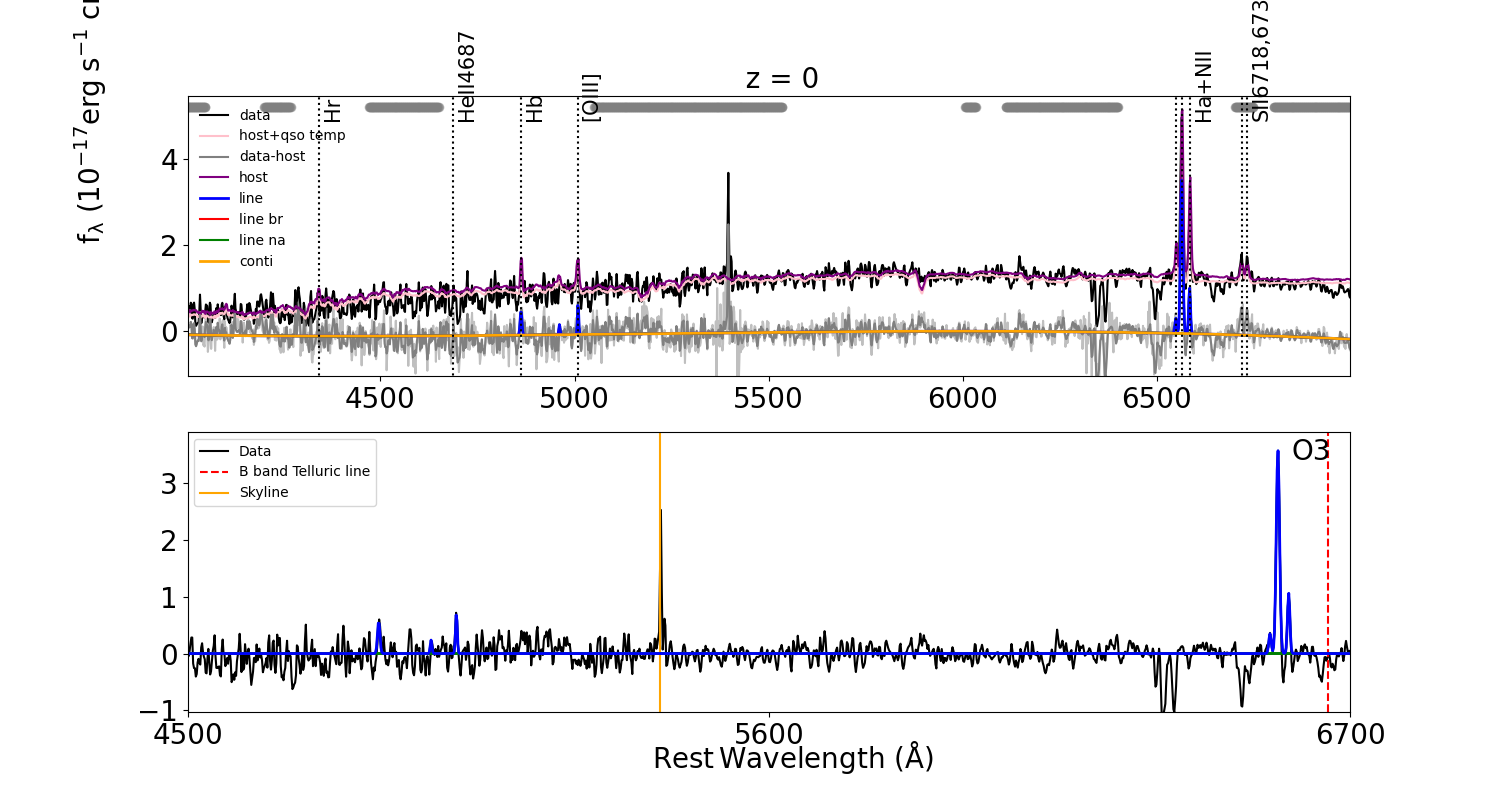 z = 0
f_λ (10^−17 erg s^−1 c
Hr
HeII4687
Hb
[OIII]
Ha+NII
SII6718,673
data
host+qso temp
data-host
host
line
line br
line na
conti
4
2
0
4500 5000 5500 6000 6500
Data
B band Telluric line
Skyline
O3
3
2
1
0
−1
4500 5600 6700
Rest Wavelength (Å)